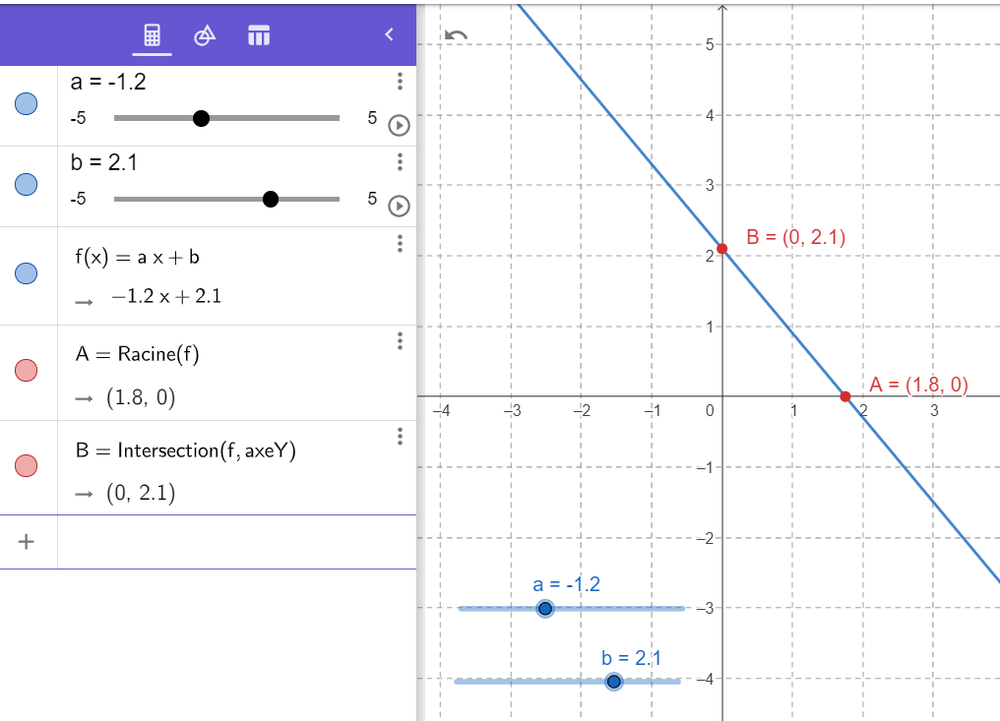 a = -1.2
-5 5
b = 2.1
-5 5
f(x) = a x + b
→ −1.2 x + 2.1
A = Racine(f)
→ (1.8, 0)
B = Intersection(f, axeY)
→ (0, 2.1)
+
5
4
3
B = (0, 2.1)
2
1
A = (1.8, 0)
−4 −3 −2 −1 0 1 2 3
−1
−2
a = -1.2
−3
b = 2.1
−4